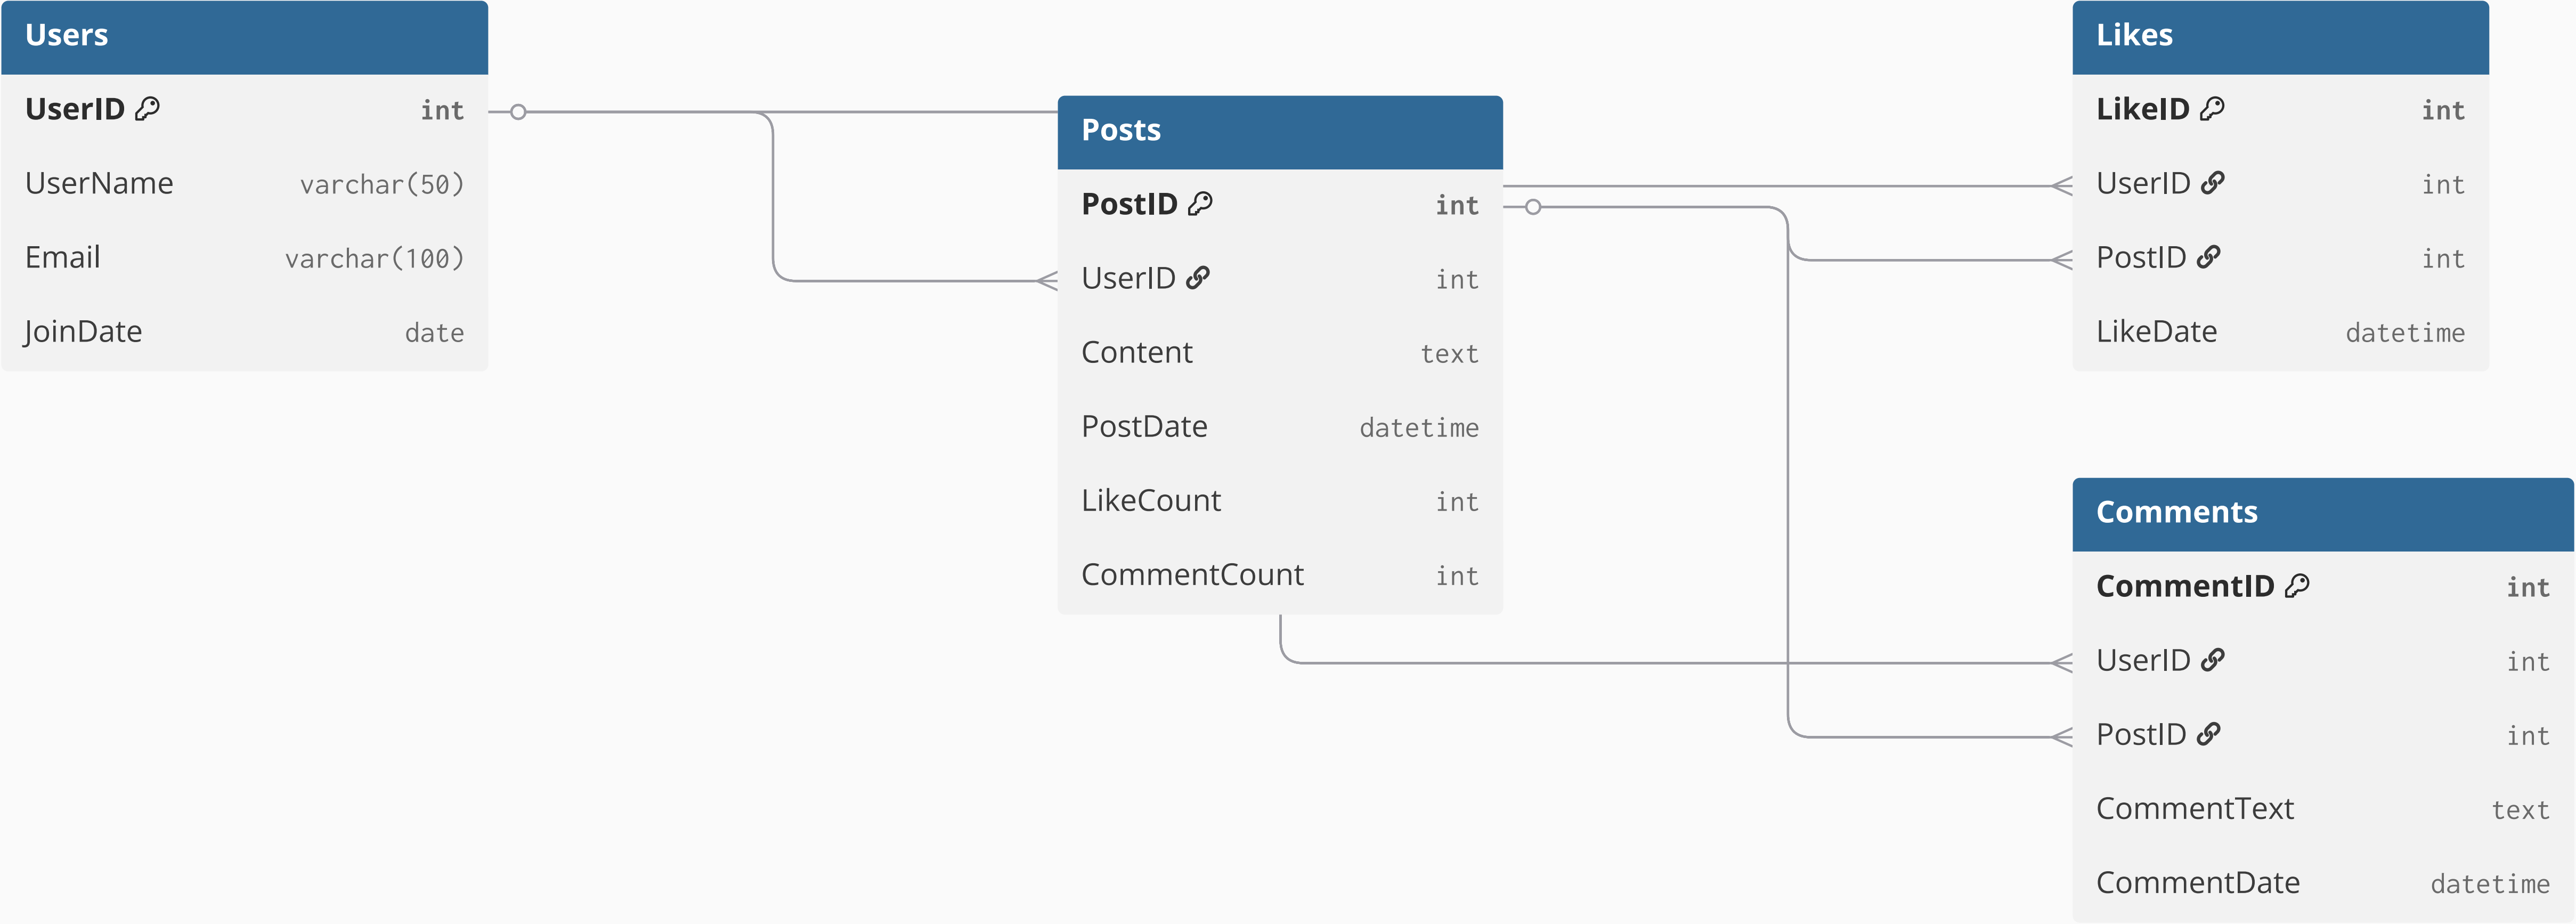 Users
UserID int
UserName varchar(50)
Email varchar(100)
JoinDate date
Posts
PostID int
UserID int
Content text
PostDate datetime
LikeCount int
CommentCount int
Likes
LikeID int
UserID int
PostID int
LikeDate datetime
Comments
CommentID int
UserID int
PostID int
CommentText text
CommentDate datetime